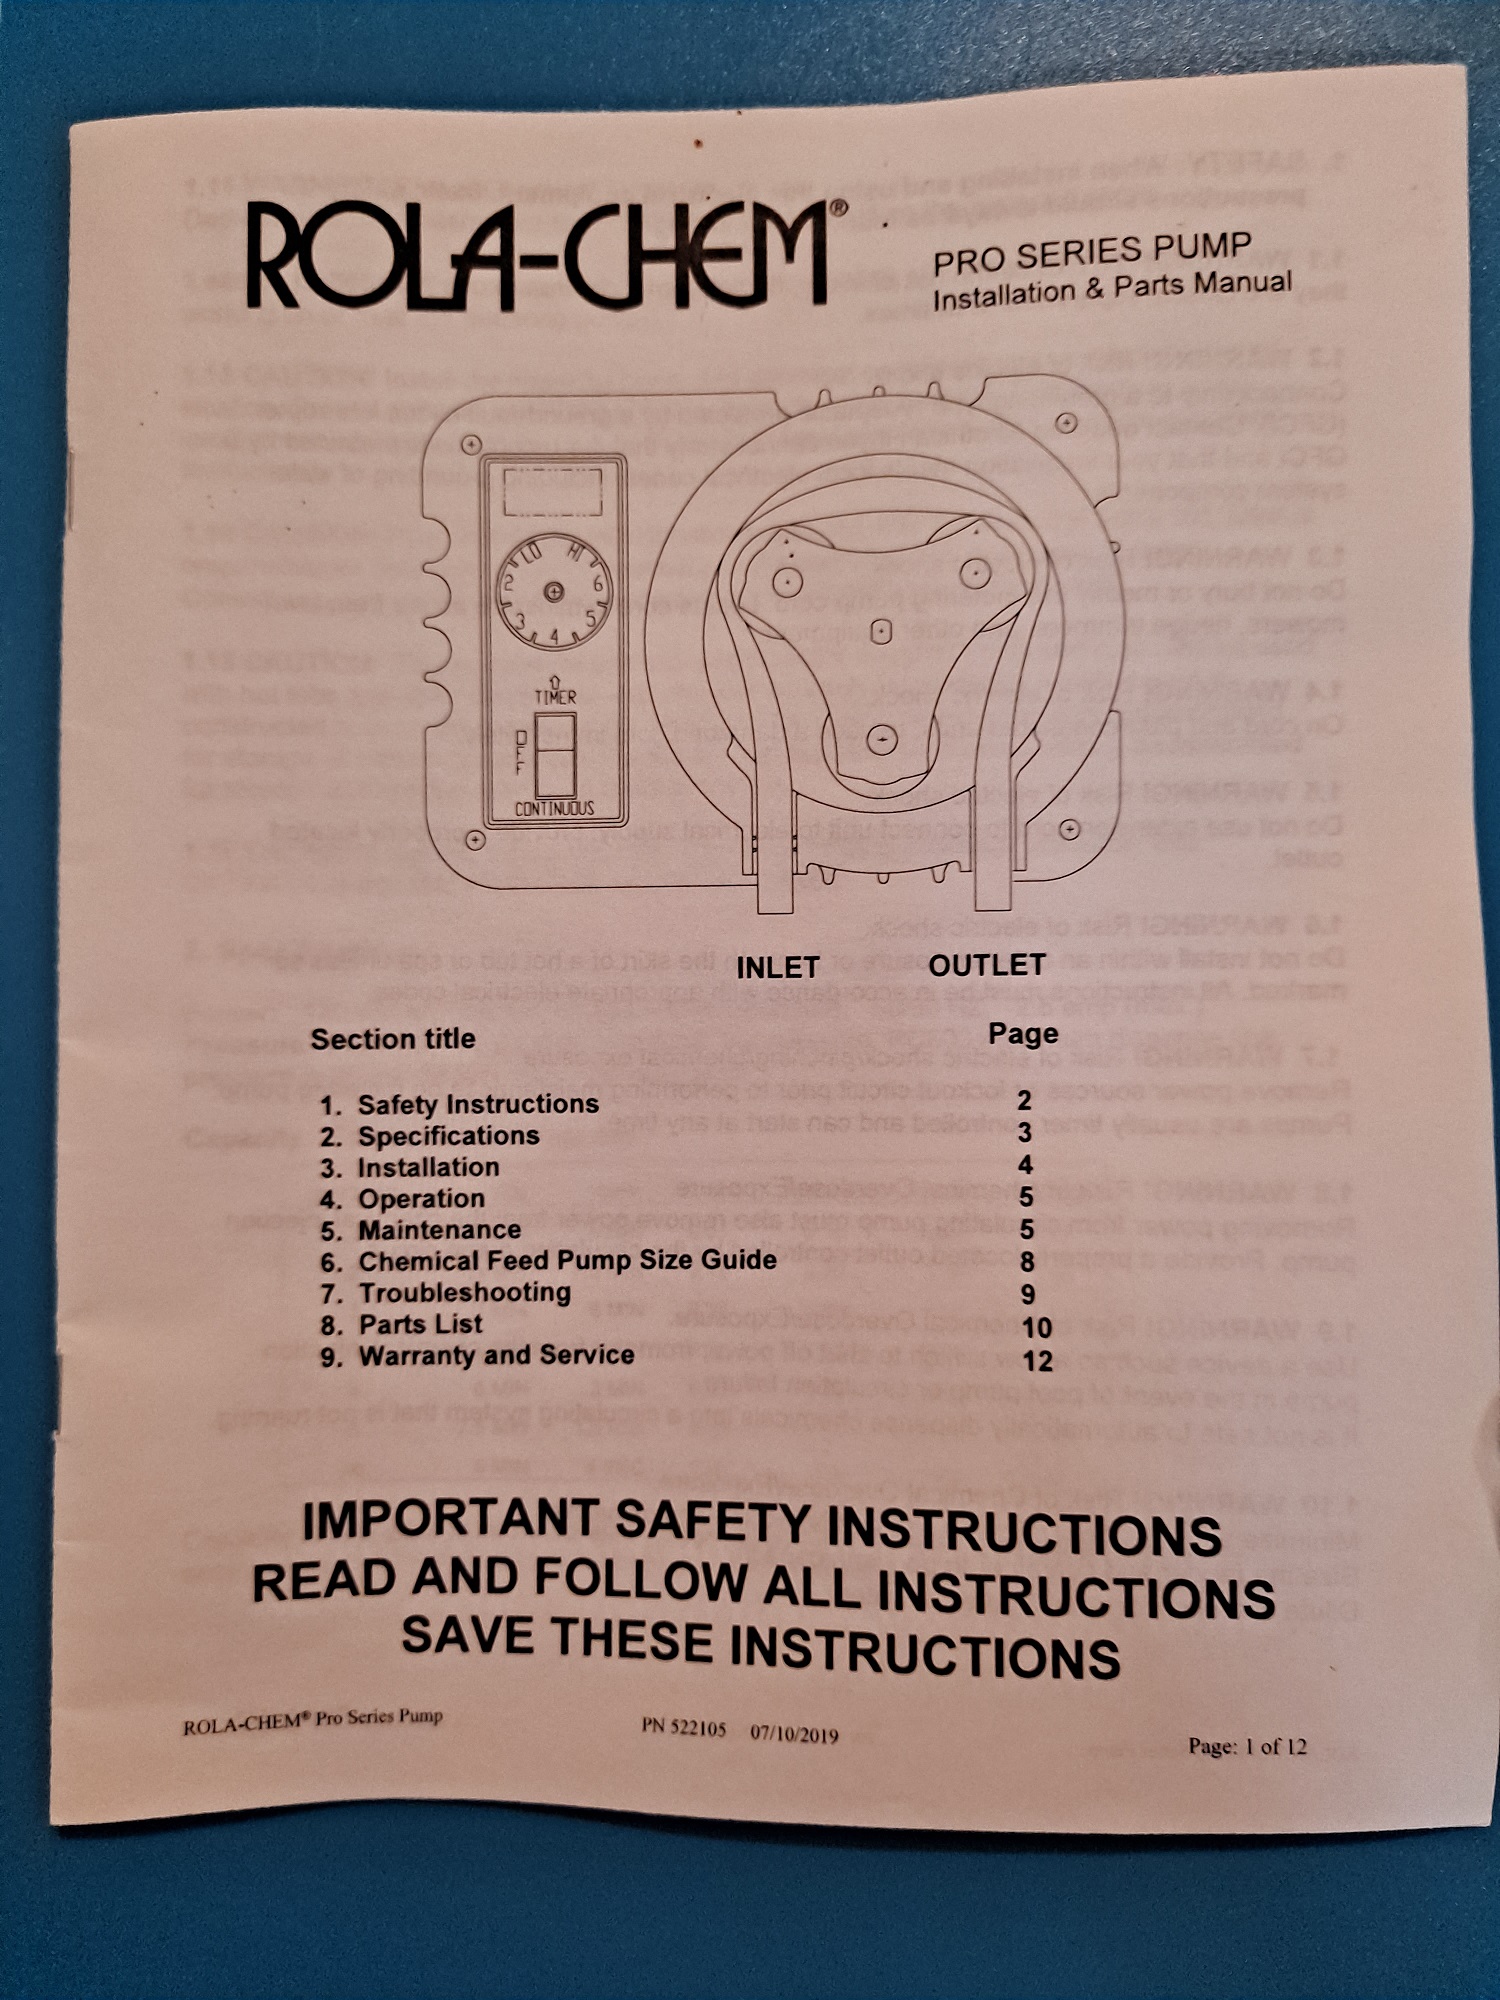 ROLA-CHEM®
PRO SERIES PUMP
Installation & Parts Manual
LO HI
2 6
3 5
4
TIMER
OFF
CONTINUOUS
INLET OUTLET
Section title Page
1. Safety Instructions 2
2. Specifications 3
3. Installation 4
4. Operation 5
5. Maintenance 5
6. Chemical Feed Pump Size Guide 8
7. Troubleshooting 9
8. Parts List 10
9. Warranty and Service 12
IMPORTANT SAFETY INSTRUCTIONS
READ AND FOLLOW ALL INSTRUCTIONS
SAVE THESE INSTRUCTIONS
ROLA-CHEM® Pro Series Pump PN 522105 07/10/2019 Page: 1 of 12